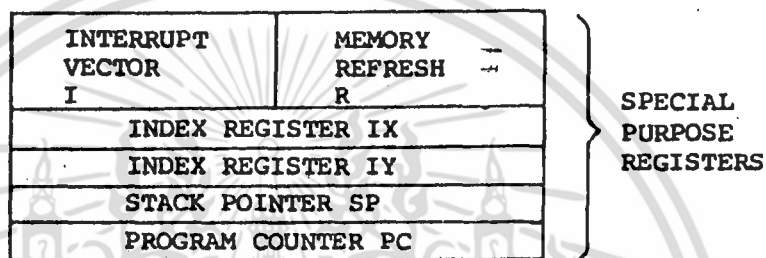 INTERRUPT MEMORY
VECTOR REFRESH
I R
INDEX REGISTER IX
INDEX REGISTER IY
STACK POINTER SP
PROGRAM COUNTER PC
SPECIAL
PURPOSE
REGISTERS